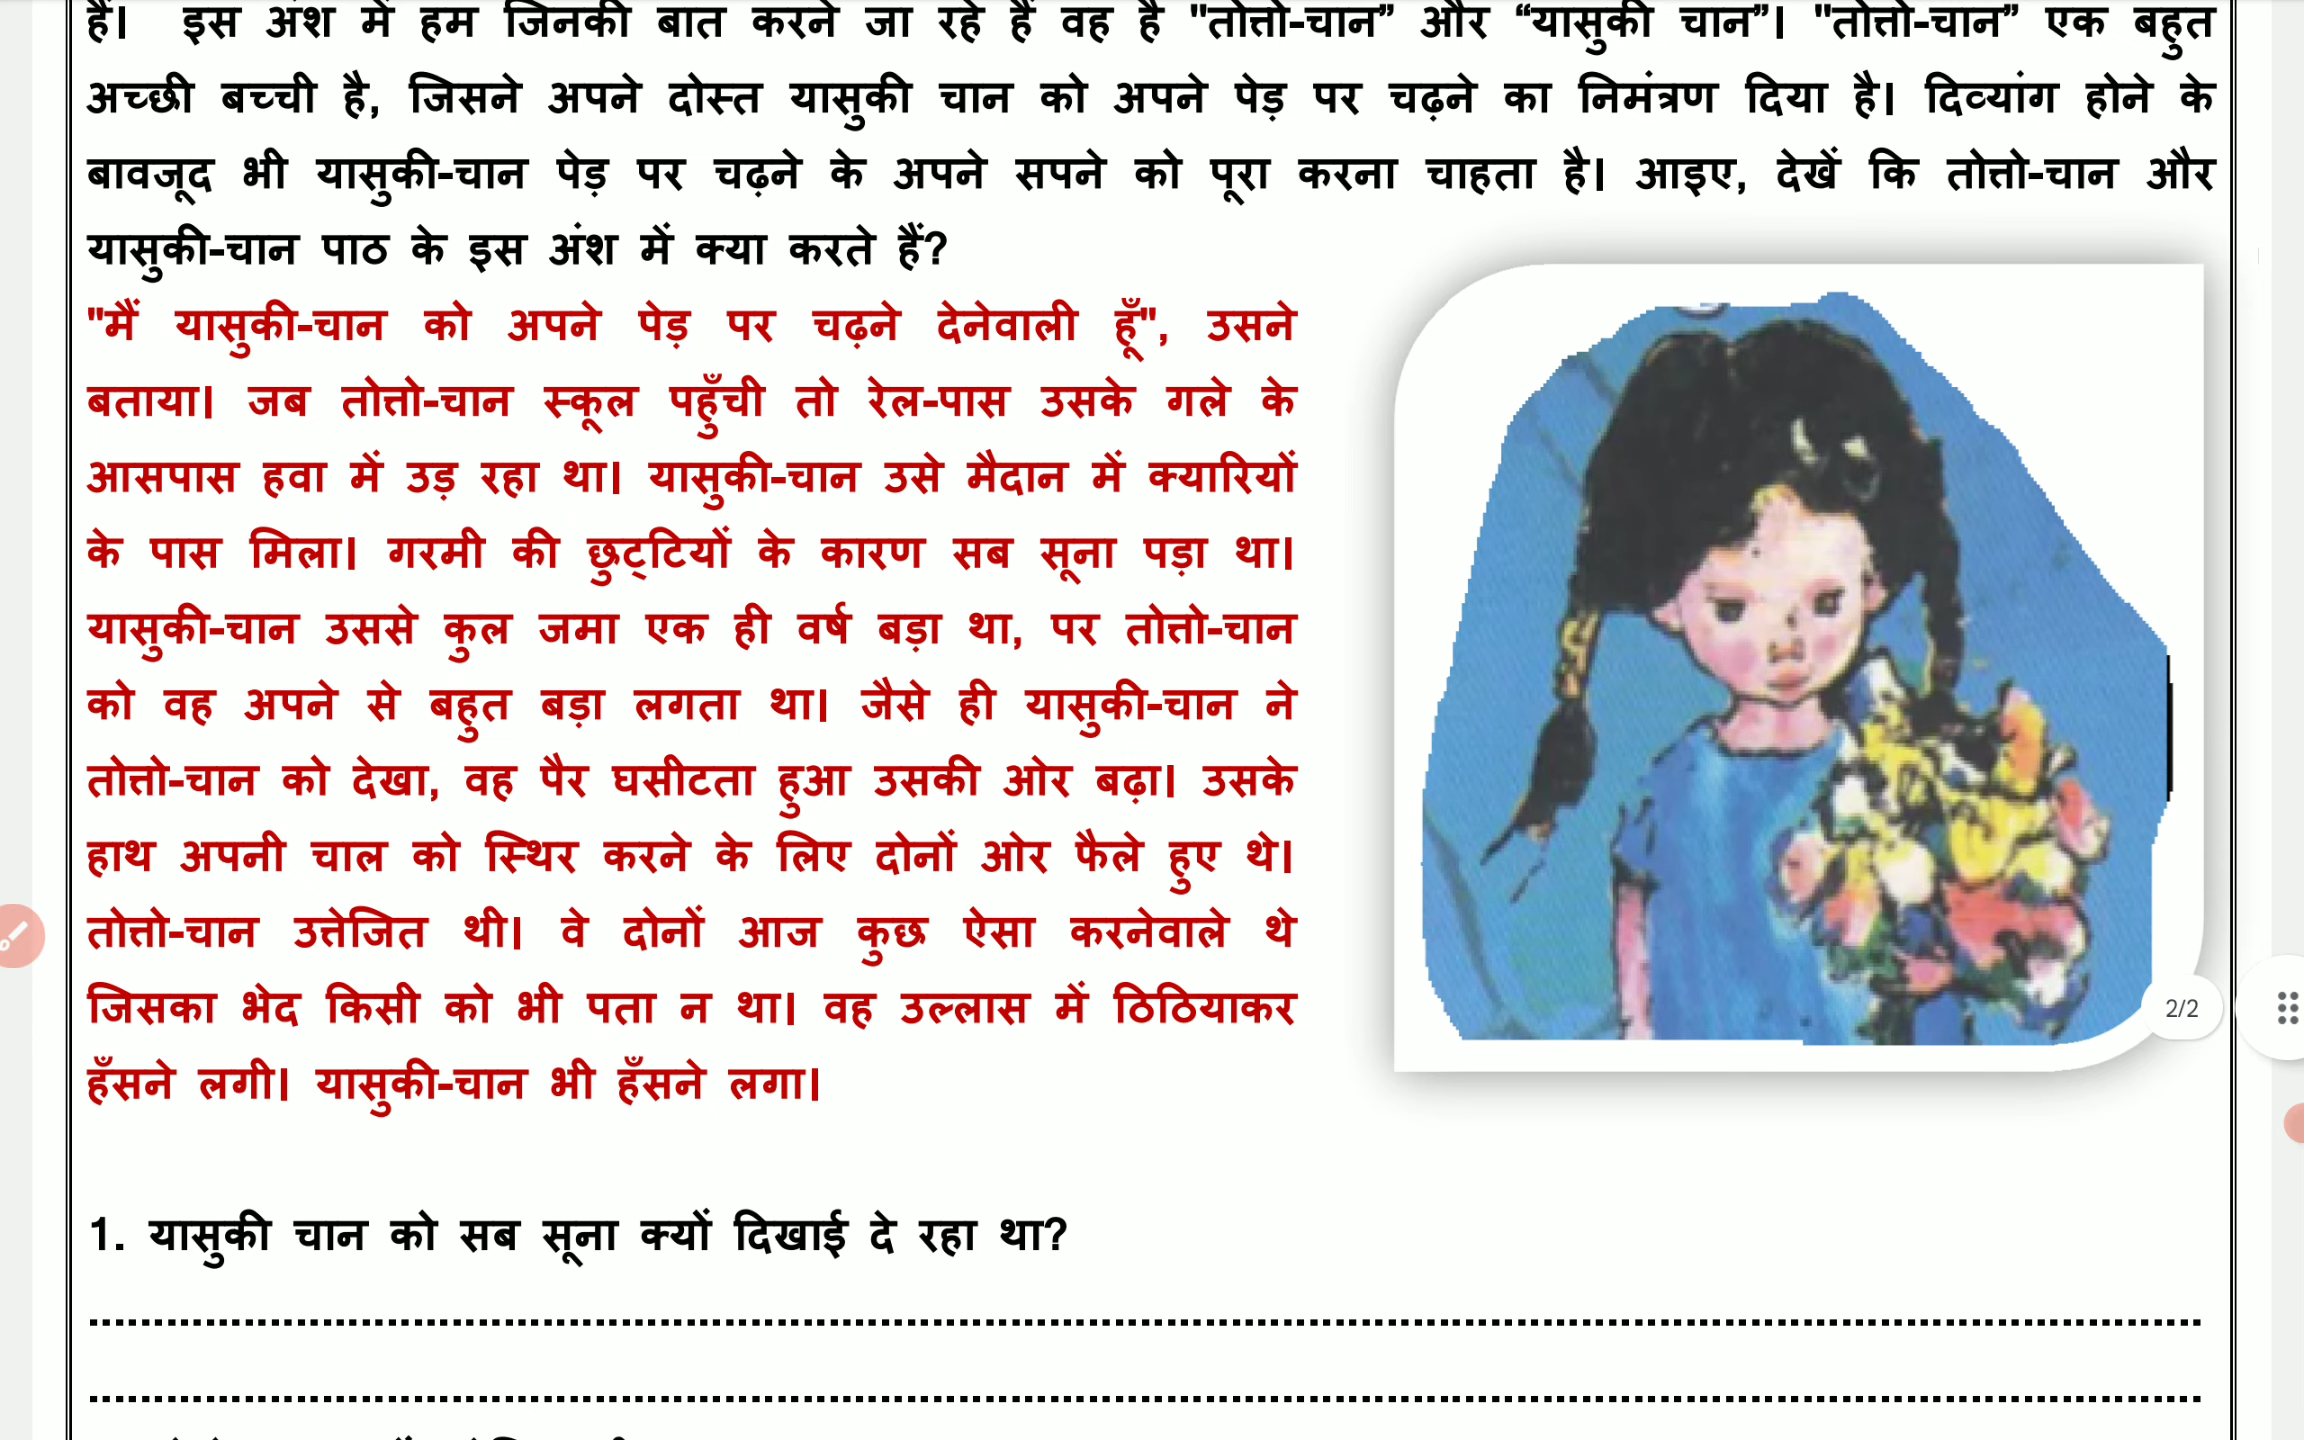 हैं। इस अंश में हम जिनकी बात करने जा रहे हैं वह है "तोत्तो-चान” और “यासुकी चान”। "तोत्तो-चान” एक बहुत
अच्छी बच्ची है, जिसने अपने दोस्त यासुकी चान को अपने पेड़ पर चढ़ने का निमंत्रण दिया है। दिव्यांग होने के
बावजूद भी यासुकी-चान पेड़ पर चढ़ने के अपने सपने को पूरा करना चाहता है। आइए, देखें कि तोत्तो-चान और
यासुकी-चान पाठ के इस अंश में क्या करते हैं?
"मैं यासुकी-चान को अपने पेड़ पर चढ़ने देनेवाली हूँ", उसने
बताया। जब तोत्तो-चान स्कूल पहुँची तो रेल-पास उसके गले के
आसपास हवा में उड़ रहा था। यासुकी-चान उसे मैदान में क्यारियों
के पास मिला। गरमी की छुट्टियों के कारण सब सूना पड़ा था।
यासुकी-चान उससे कुल जमा एक ही वर्ष बड़ा था, पर तोत्तो-चान
को वह अपने से बहुत बड़ा लगता था। जैसे ही यासुकी-चान ने
तोत्तो-चान को देखा, वह पैर घसीटता हुआ उसकी ओर बढ़ा। उसके
हाथ अपनी चाल को स्थिर करने के लिए दोनों ओर फैले हुए थे।
तोत्तो-चान उत्तेजित थी। वे दोनों आज कुछ ऐसा करनेवाले थे
जिसका भेद किसी को भी पता न था। वह उल्लास में ठिठियाकर
हँसने लगी। यासुकी-चान भी हँसने लगा।
2/2
1. यासुकी चान को सब सूना क्यों दिखाई दे रहा था?